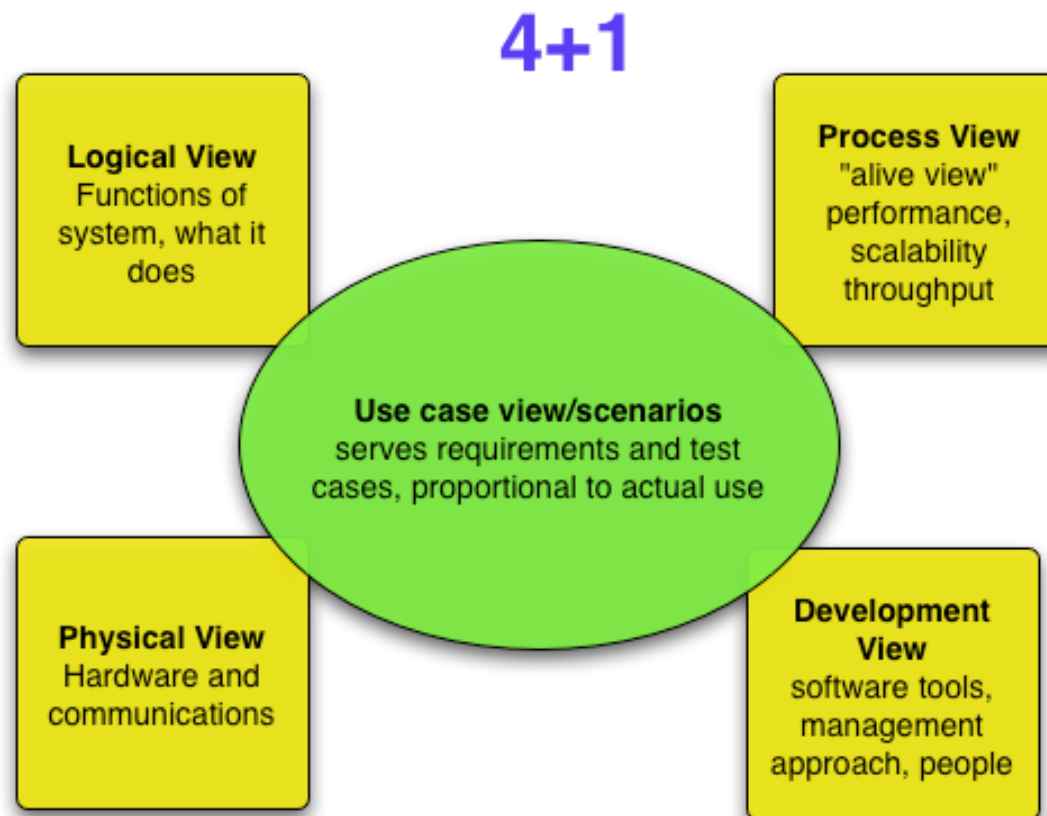 4+1
Logical View
Functions of
system, what it
does
Process View
"alive view"
performance,
scalability
throughput
Use case view/scenarios
serves requirements and test
cases, proportional to actual use
Physical View
Hardware and
communications
Development
View
software tools,
management
approach, people